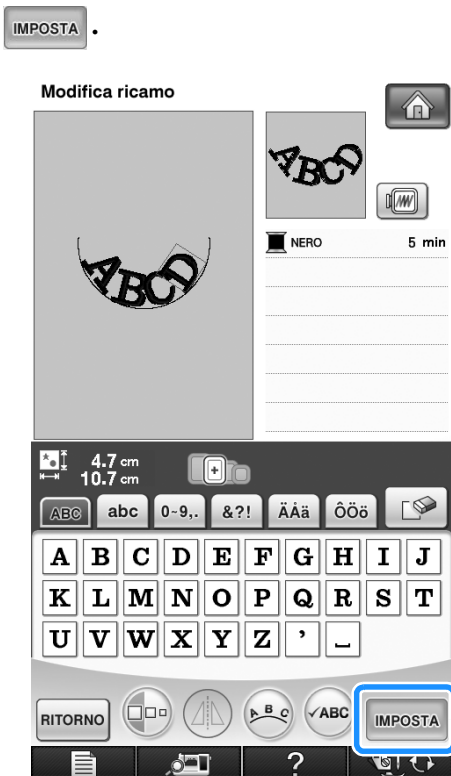 IMPOSTA .
Modifica ricamo
ABCD
ABCD
NERO 5 min
4.7 cm
10.7 cm
ABC abc 0~9,. &?! ÄÅä ÔÖö
A B C D E F G H I J
K L M N O P Q R S T
U V W X Y Z ' _
RITORNO A B C ✓ABC IMPOSTA
?